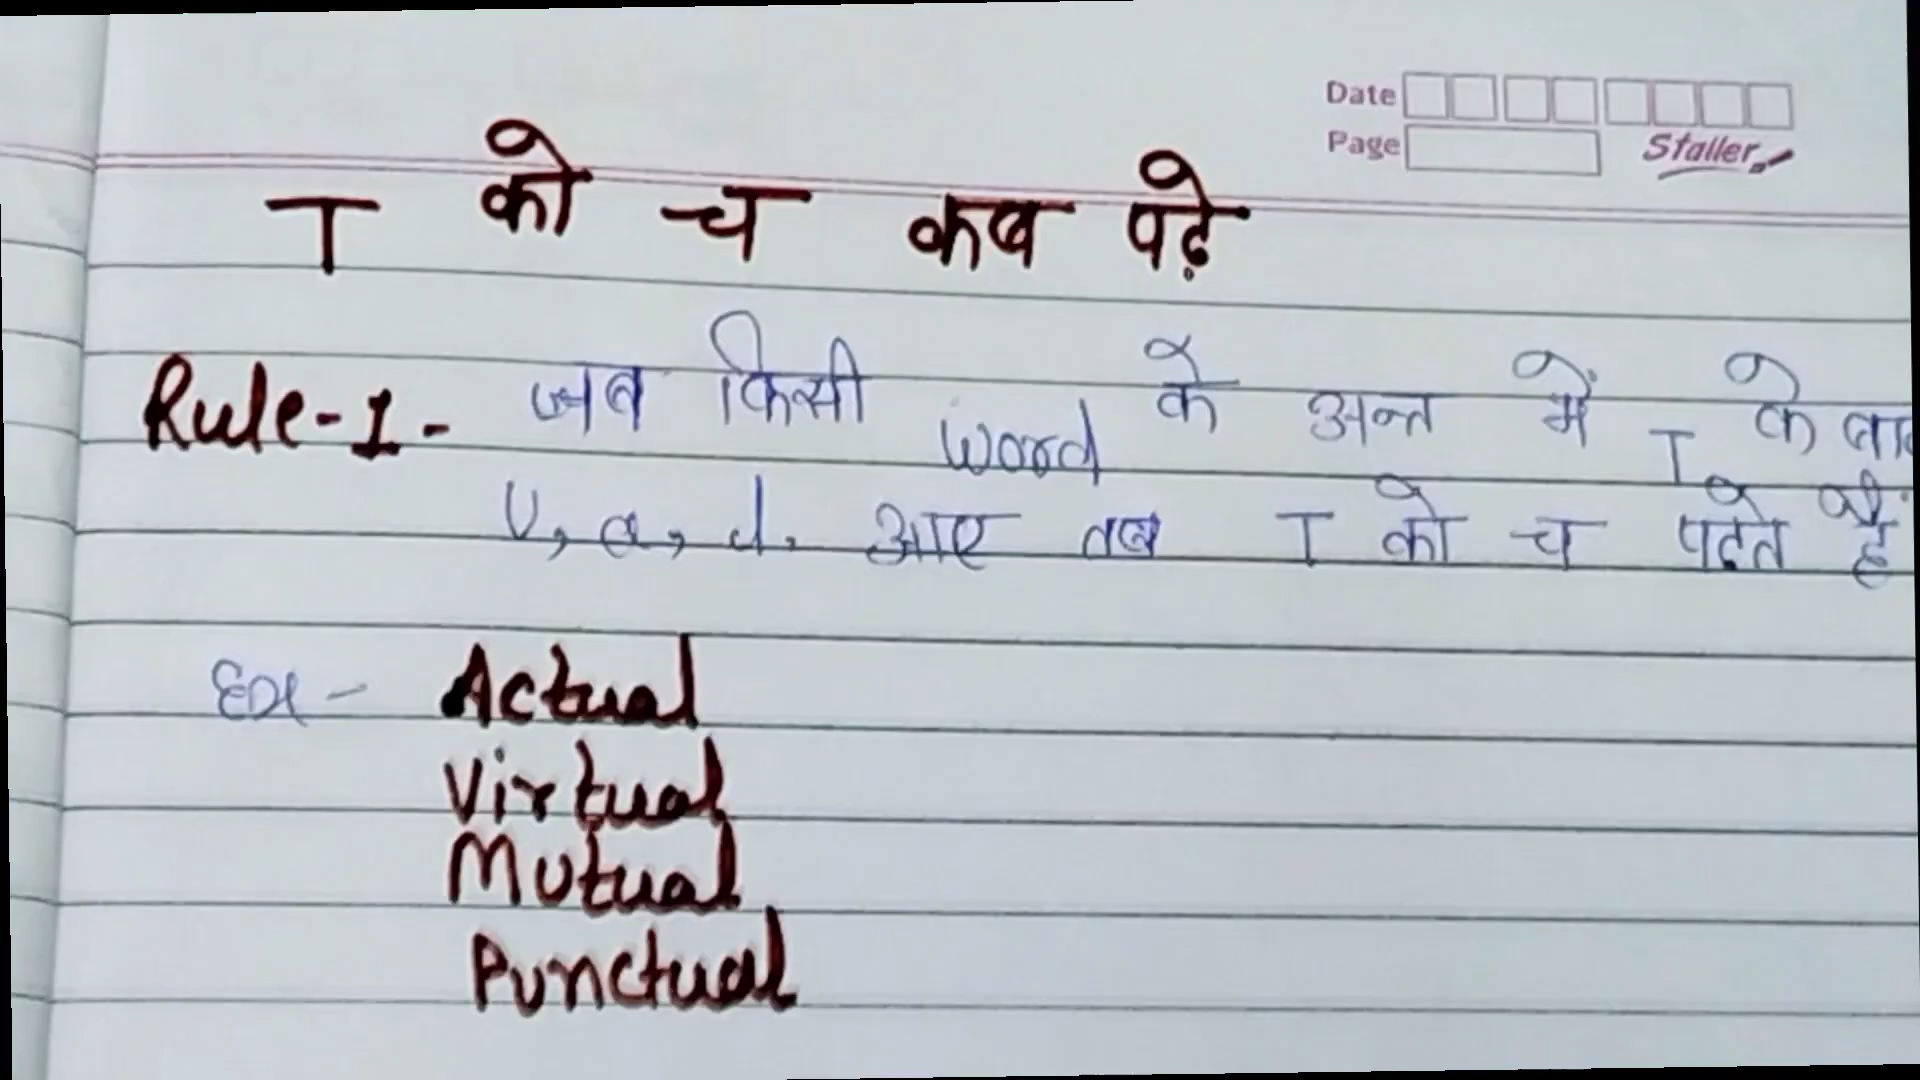 Date
Page
Staller
T को च कब पढ़े
Rule-1- जब किसी word के अन्त में T के बाद
U, a, l. आए तब T को च पढ़ते हैं
Ex- Actual
Virtual
Mutual
Punctual